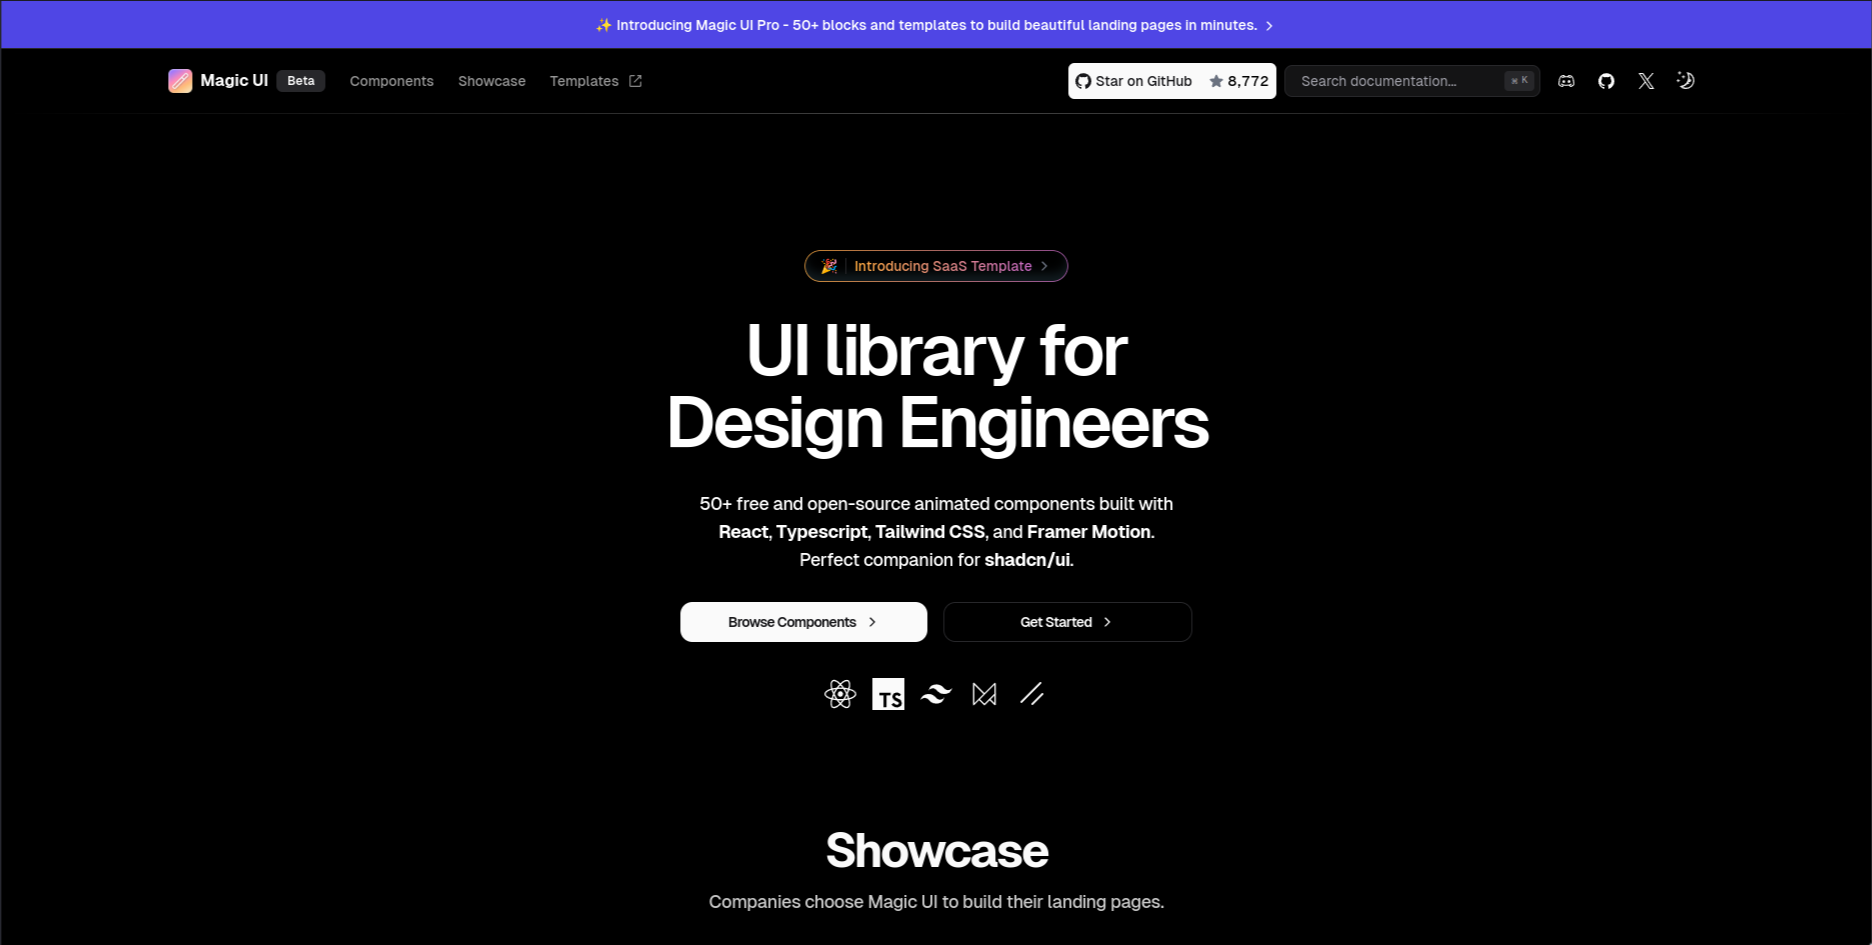 ✨ Introducing Magic UI Pro - 50+ blocks and templates to build beautiful landing pages in minutes.
Magic UI Beta Components Showcase Templates Star on GitHub 8,772 Search documentation... ⌘ K
Introducing SaaS Template
UI library for
Design Engineers
50+ free and open-source animated components built with
React, Typescript, Tailwind CSS, and Framer Motion.
Perfect companion for shadcn/ui.
Browse Components Get Started
TS
Showcase
Companies choose Magic UI to build their landing pages.